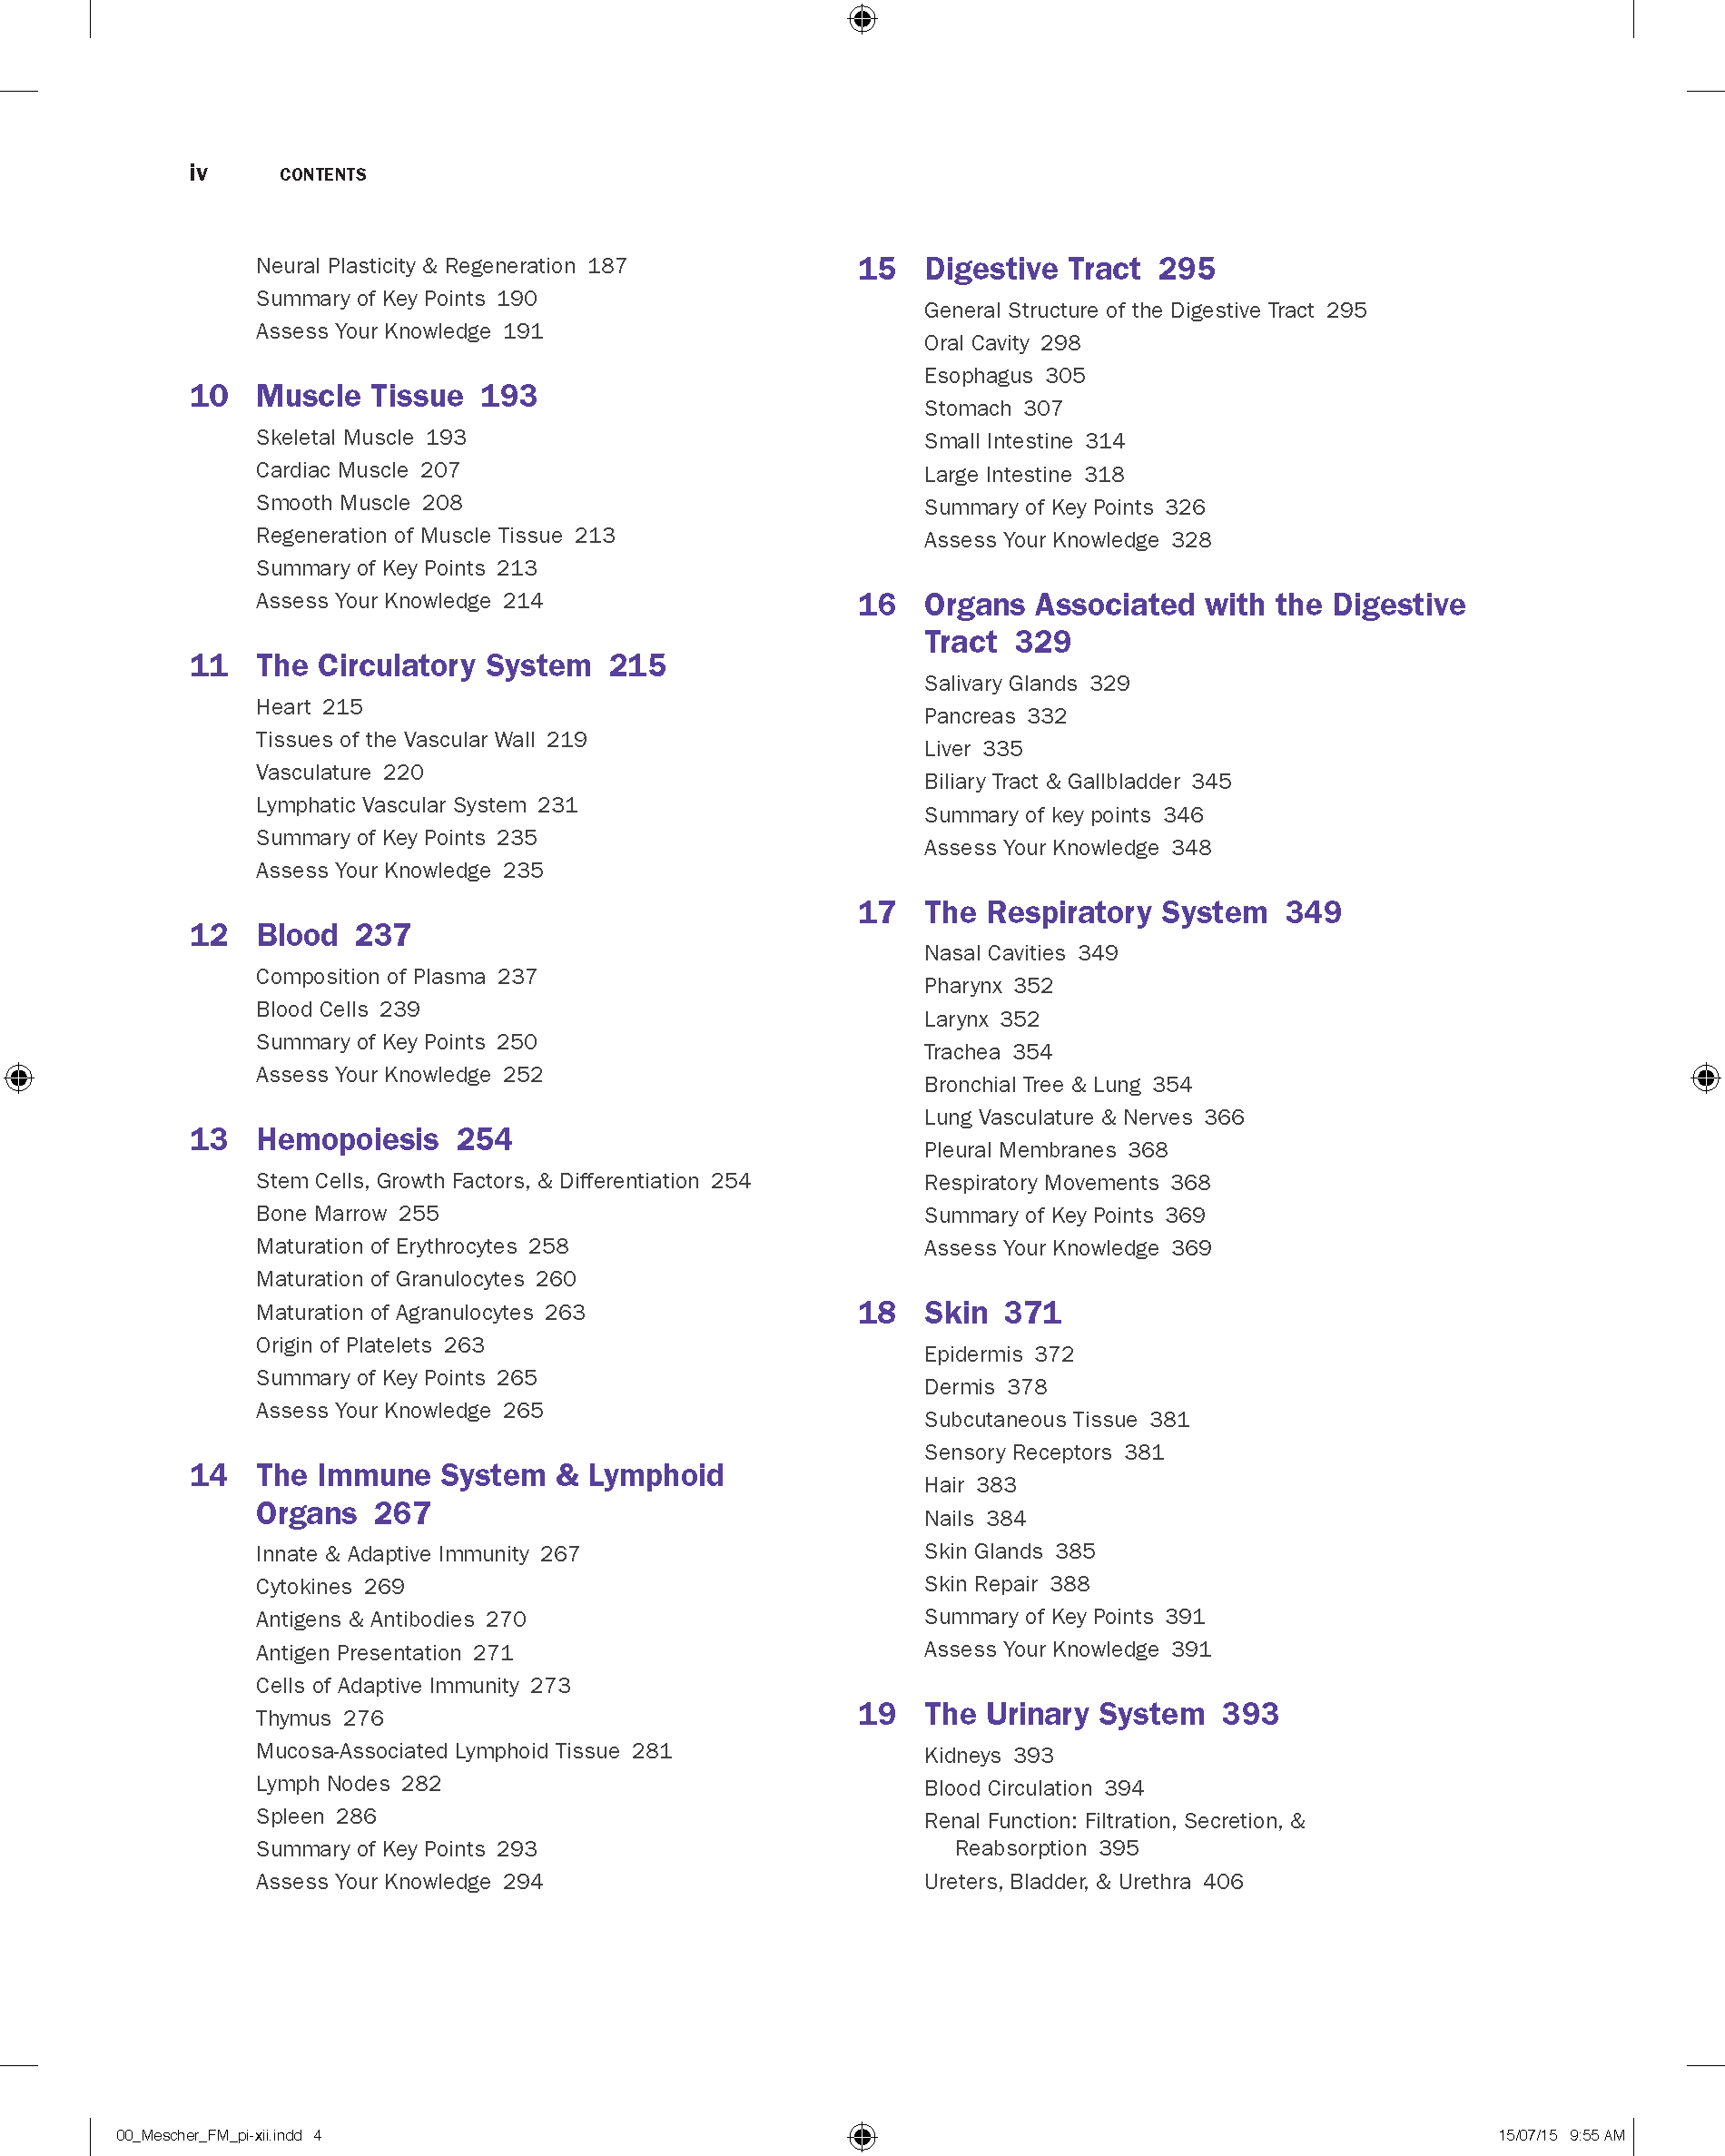 iv CONTENTS
Neural Plasticity & Regeneration 187
Summary of Key Points 190
Assess Your Knowledge 191
10 Muscle Tissue 193
Skeletal Muscle 193
Cardiac Muscle 207
Smooth Muscle 208
Regeneration of Muscle Tissue 213
Summary of Key Points 213
Assess Your Knowledge 214
11 The Circulatory System 215
Heart 215
Tissues of the Vascular Wall 219
Vasculature 220
Lymphatic Vascular System 231
Summary of Key Points 235
Assess Your Knowledge 235
12 Blood 237
Composition of Plasma 237
Blood Cells 239
Summary of Key Points 250
Assess Your Knowledge 252
13 Hemopoiesis 254
Stem Cells, Growth Factors, & Differentiation 254
Bone Marrow 255
Maturation of Erythrocytes 258
Maturation of Granulocytes 260
Maturation of Agranulocytes 263
Origin of Platelets 263
Summary of Key Points 265
Assess Your Knowledge 265
14 The Immune System & Lymphoid
Organs 267
Innate & Adaptive Immunity 267
Cytokines 269
Antigens & Antibodies 270
Antigen Presentation 271
Cells of Adaptive Immunity 273
Thymus 276
Mucosa-Associated Lymphoid Tissue 281
Lymph Nodes 282
Spleen 286
Summary of Key Points 293
Assess Your Knowledge 294
15 Digestive Tract 295
General Structure of the Digestive Tract 295
Oral Cavity 298
Esophagus 305
Stomach 307
Small Intestine 314
Large Intestine 318
Summary of Key Points 326
Assess Your Knowledge 328
16 Organs Associated with the Digestive
Tract 329
Salivary Glands 329
Pancreas 332
Liver 335
Biliary Tract & Gallbladder 345
Summary of key points 346
Assess Your Knowledge 348
17 The Respiratory System 349
Nasal Cavities 349
Pharynx 352
Larynx 352
Trachea 354
Bronchial Tree & Lung 354
Lung Vasculature & Nerves 366
Pleural Membranes 368
Respiratory Movements 368
Summary of Key Points 369
Assess Your Knowledge 369
18 Skin 371
Epidermis 372
Dermis 378
Subcutaneous Tissue 381
Sensory Receptors 381
Hair 383
Nails 384
Skin Glands 385
Skin Repair 388
Summary of Key Points 391
Assess Your Knowledge 391
19 The Urinary System 393
Kidneys 393
Blood Circulation 394
Renal Function: Filtration, Secretion, &
Reabsorption 395
Ureters, Bladder, & Urethra 406
00_Mescher_FM_pi-xii.indd 4
15/07/15 9:55 AM